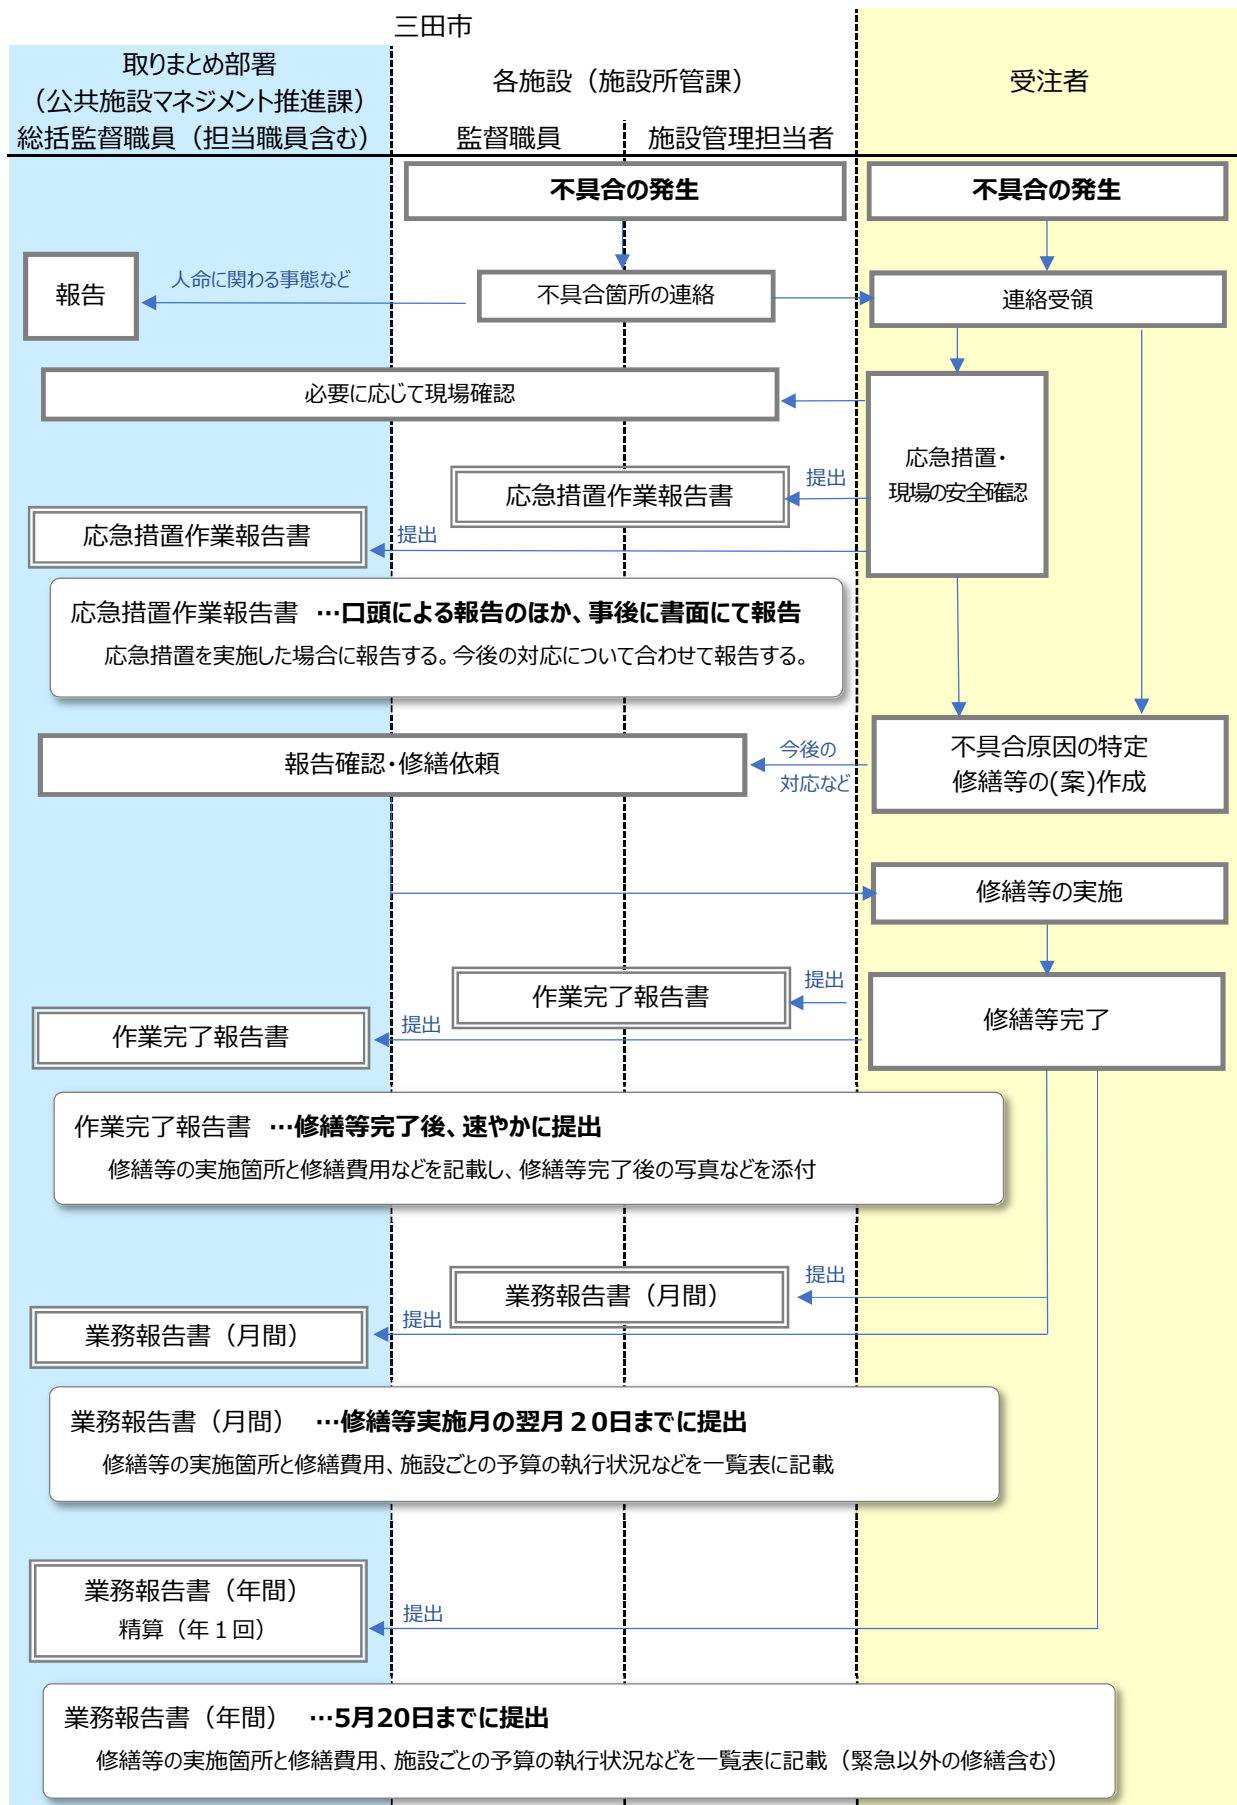 三田市
取りまとめ部署
（公共施設マネジメント推進課）
総括監督職員（担当職員含む）
各施設（施設所管課）
監督職員
施設管理担当者
受注者
不具合の発生
不具合の発生
報告
人命に関わる事態など
不具合箇所の連絡
連絡受領
必要に応じて現場確認
応急措置・
現場の安全確認
応急措置作業報告書
提出
応急措置作業報告書
提出
応急措置作業報告書　…口頭による報告のほか、事後に書面にて報告
応急措置を実施した場合に報告する。今後の対応について合わせて報告する。
報告確認・修繕依頼
今後の
対応など
不具合原因の特定
修繕等の(案)作成
修繕等の実施
作業完了報告書
提出
修繕等完了
作業完了報告書
提出
作業完了報告書　…修繕等完了後、速やかに提出
修繕等の実施箇所と修繕費用などを記載し、修繕等完了後の写真などを添付
業務報告書（月間）
提出
業務報告書（月間）
提出
業務報告書（月間）　…修繕等実施月の翌月２０日までに提出
修繕等の実施箇所と修繕費用、施設ごとの予算の執行状況などを一覧表に記載
業務報告書（年間）
精算（年１回）
提出
業務報告書（年間）　…5月20日までに提出
修繕等の実施箇所と修繕費用、施設ごとの予算の執行状況などを一覧表に記載（緊急以外の修繕含む）